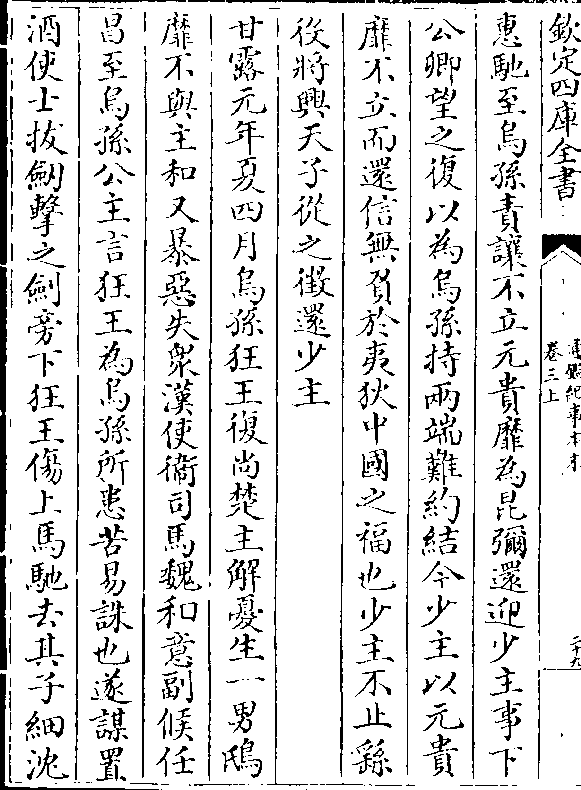 欽定四庫全書
通鑑紀事本末
卷三上
二十九
惠馳至烏孫責讓不立元貴靡為昆彌還迎少主事下
公卿望之復以為烏孫持兩端難約結今少主以元貴
靡不立而還信無負於夷狄中國之福也少主不止繇
役將興天子從之徵還少主
甘露元年夏四月烏孫狂王復尚楚主解憂生一男鴟
靡不與主和又暴惡失衆漢使衛司馬魏和意副候任
昌至烏孫公主言狂王為烏孫所患苦易誅也遂謀置
酒使士拔劒擊之劒旁下狂王傷上馬馳去其子細沈